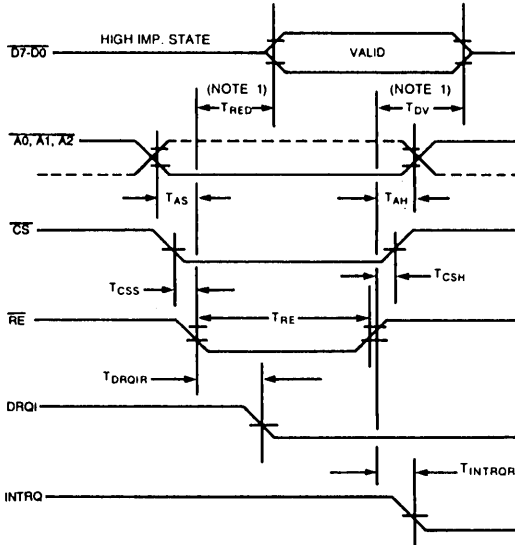 HIGH IMP. STATE
D7-D0
VALID
(NOTE 1) (NOTE 1)
TRED TDV
A0, A1, A2
TAS TAH
CS
TCSS TCSH
RE
TRE
TDRQIR
DRQI
TINTRQR
INTRQ